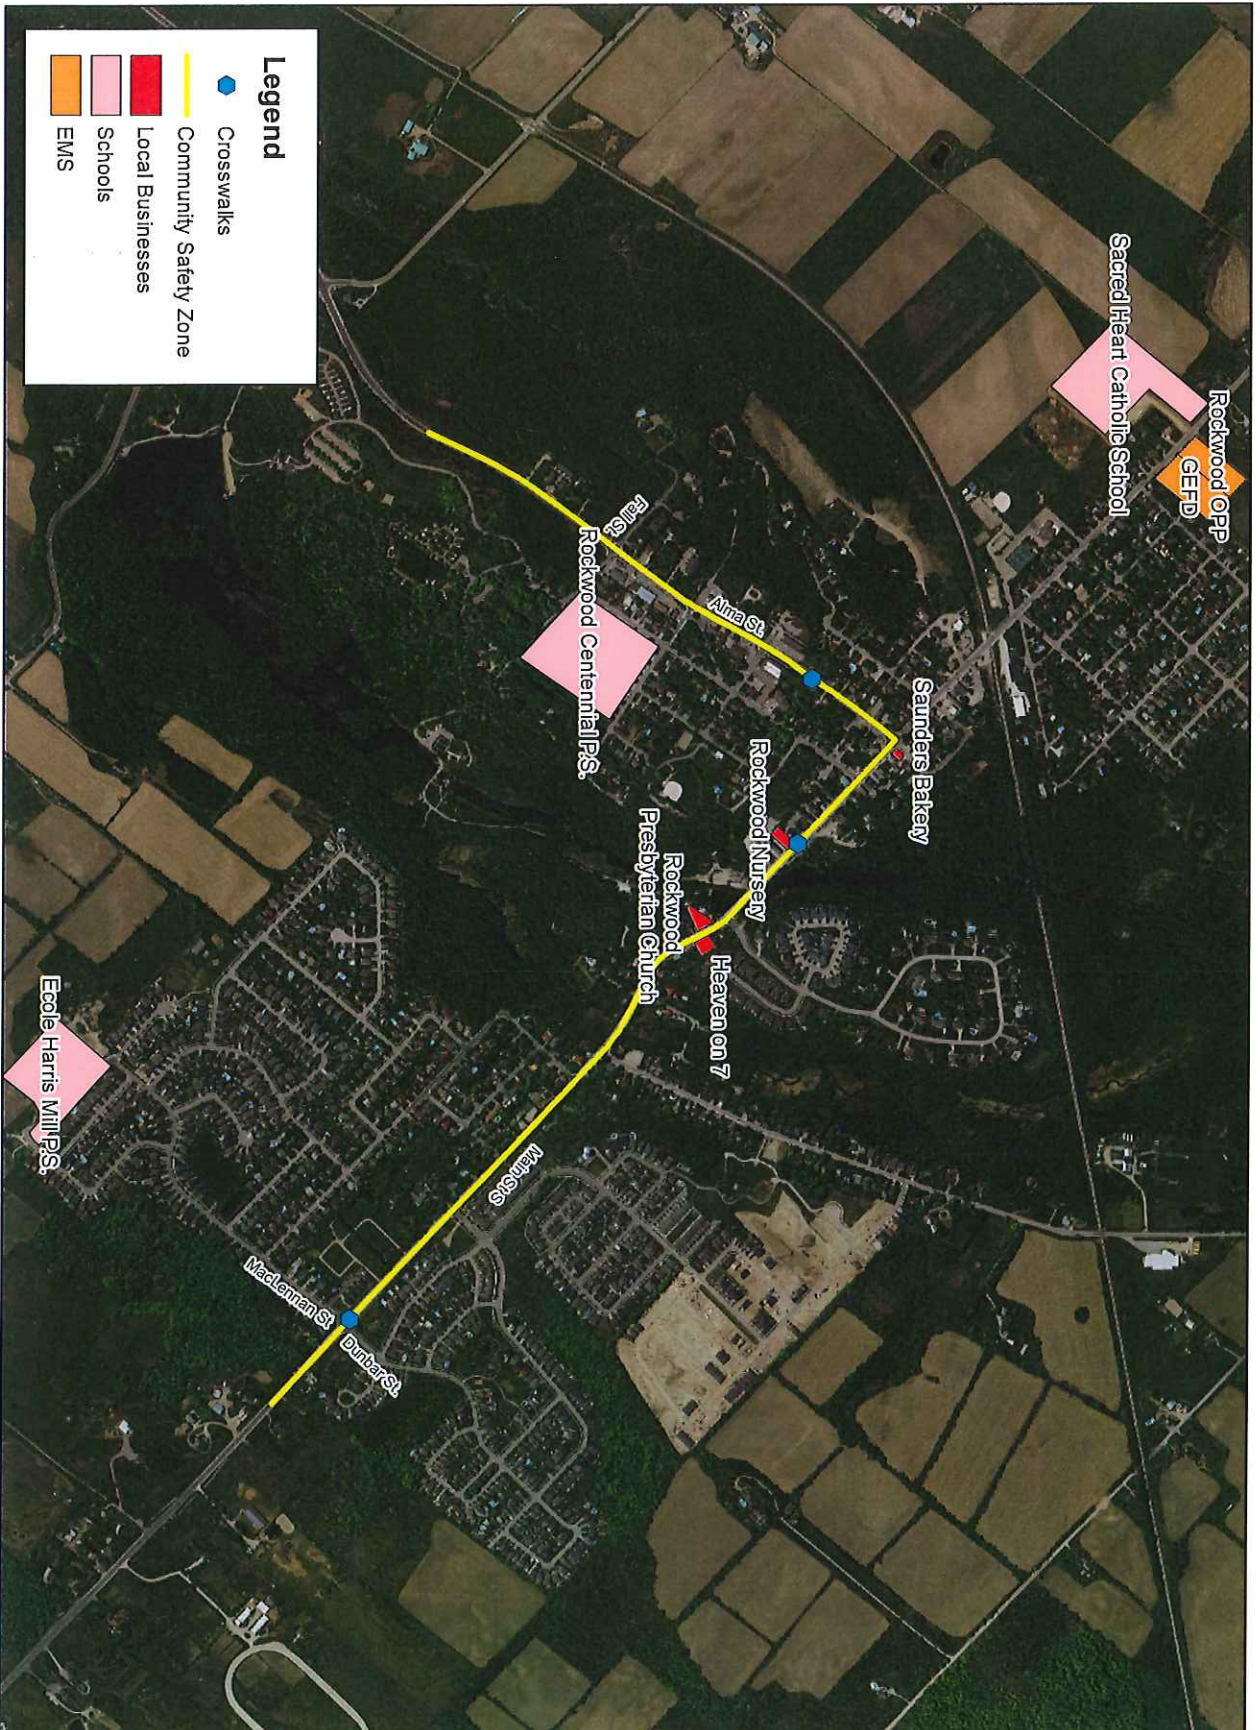 Legend
Crosswalks
Community Safety Zone
Local Businesses
Schools
EMS
Rockwood OPP
GEFD
Sacred Heart Catholic School
Saunders Bakery
Alma St.
Fall St.
Rockwood Centennial P.S.
Rockwood Nursery
Heaven on 7
Rockwood
Presbyterian Church
Main St S
Ecole Harris Mill P.S.
MacLennan St
Dunbar St.